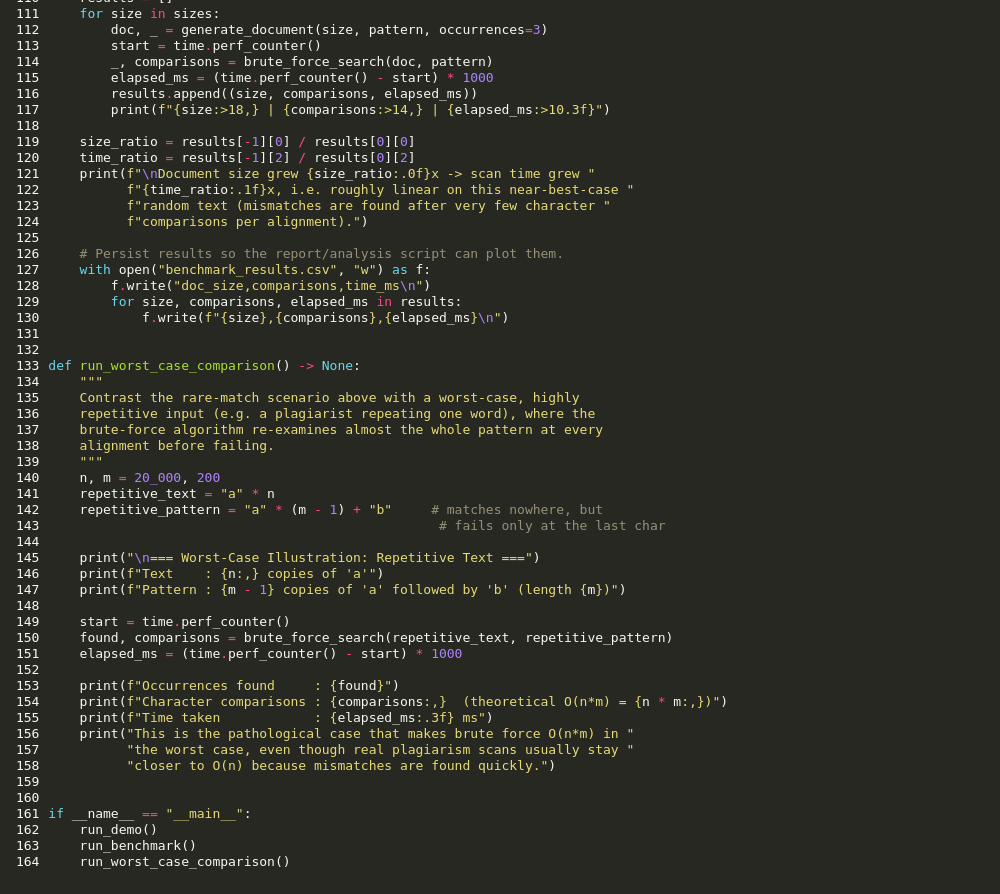 110     results = []
111     for size in sizes:
112         doc, _ = generate_document(size, pattern, occurrences=3)
113         start = time.perf_counter()
114         _, comparisons = brute_force_search(doc, pattern)
115         elapsed_ms = (time.perf_counter() - start) * 1000
116         results.append((size, comparisons, elapsed_ms))
117         print(f"{size:>18,} | {comparisons:>14,} | {elapsed_ms:>10.3f}")
118
119     size_ratio = results[-1][0] / results[0][0]
120     time_ratio = results[-1][2] / results[0][2]
121     print(f"\nDocument size grew {size_ratio:.0f}x -> scan time grew "
122           f"{time_ratio:.1f}x, i.e. roughly linear on this near-best-case "
123           f"random text (mismatches are found after very few character "
124           f"comparisons per alignment).")
125
126     # Persist results so the report/analysis script can plot them.
127     with open("benchmark_results.csv", "w") as f:
128         f.write("doc_size,comparisons,time_ms\n")
129         for size, comparisons, elapsed_ms in results:
130             f.write(f"{size},{comparisons},{elapsed_ms}\n")
131
132
133 def run_worst_case_comparison() -> None:
134     """
135     Contrast the rare-match scenario above with a worst-case, highly
136     repetitive input (e.g. a plagiarist repeating one word), where the
137     brute-force algorithm re-examines almost the whole pattern at every
138     alignment before failing.
139     """
140     n, m = 20_000, 200
141     repetitive_text = "a" * n
142     repetitive_pattern = "a" * (m - 1) + "b"     # matches nowhere, but
143                                                   # fails only at the last char
144
145     print("\n=== Worst-Case Illustration: Repetitive Text ===")
146     print(f"Text    : {n:,} copies of 'a'")
147     print(f"Pattern : {m - 1} copies of 'a' followed by 'b' (length {m})")
148
149     start = time.perf_counter()
150     found, comparisons = brute_force_search(repetitive_text, repetitive_pattern)
151     elapsed_ms = (time.perf_counter() - start) * 1000
152
153     print(f"Occurrences found     : {found}")
154     print(f"Character comparisons : {comparisons:,}  (theoretical O(n*m) = {n * m:,})")
155     print(f"Time taken            : {elapsed_ms:.3f} ms")
156     print("This is the pathological case that makes brute force O(n*m) in "
157           "the worst case, even though real plagiarism scans usually stay "
158           "closer to O(n) because mismatches are found quickly.")
159
160
161 if __name__ == "__main__":
162     run_demo()
163     run_benchmark()
164     run_worst_case_comparison()